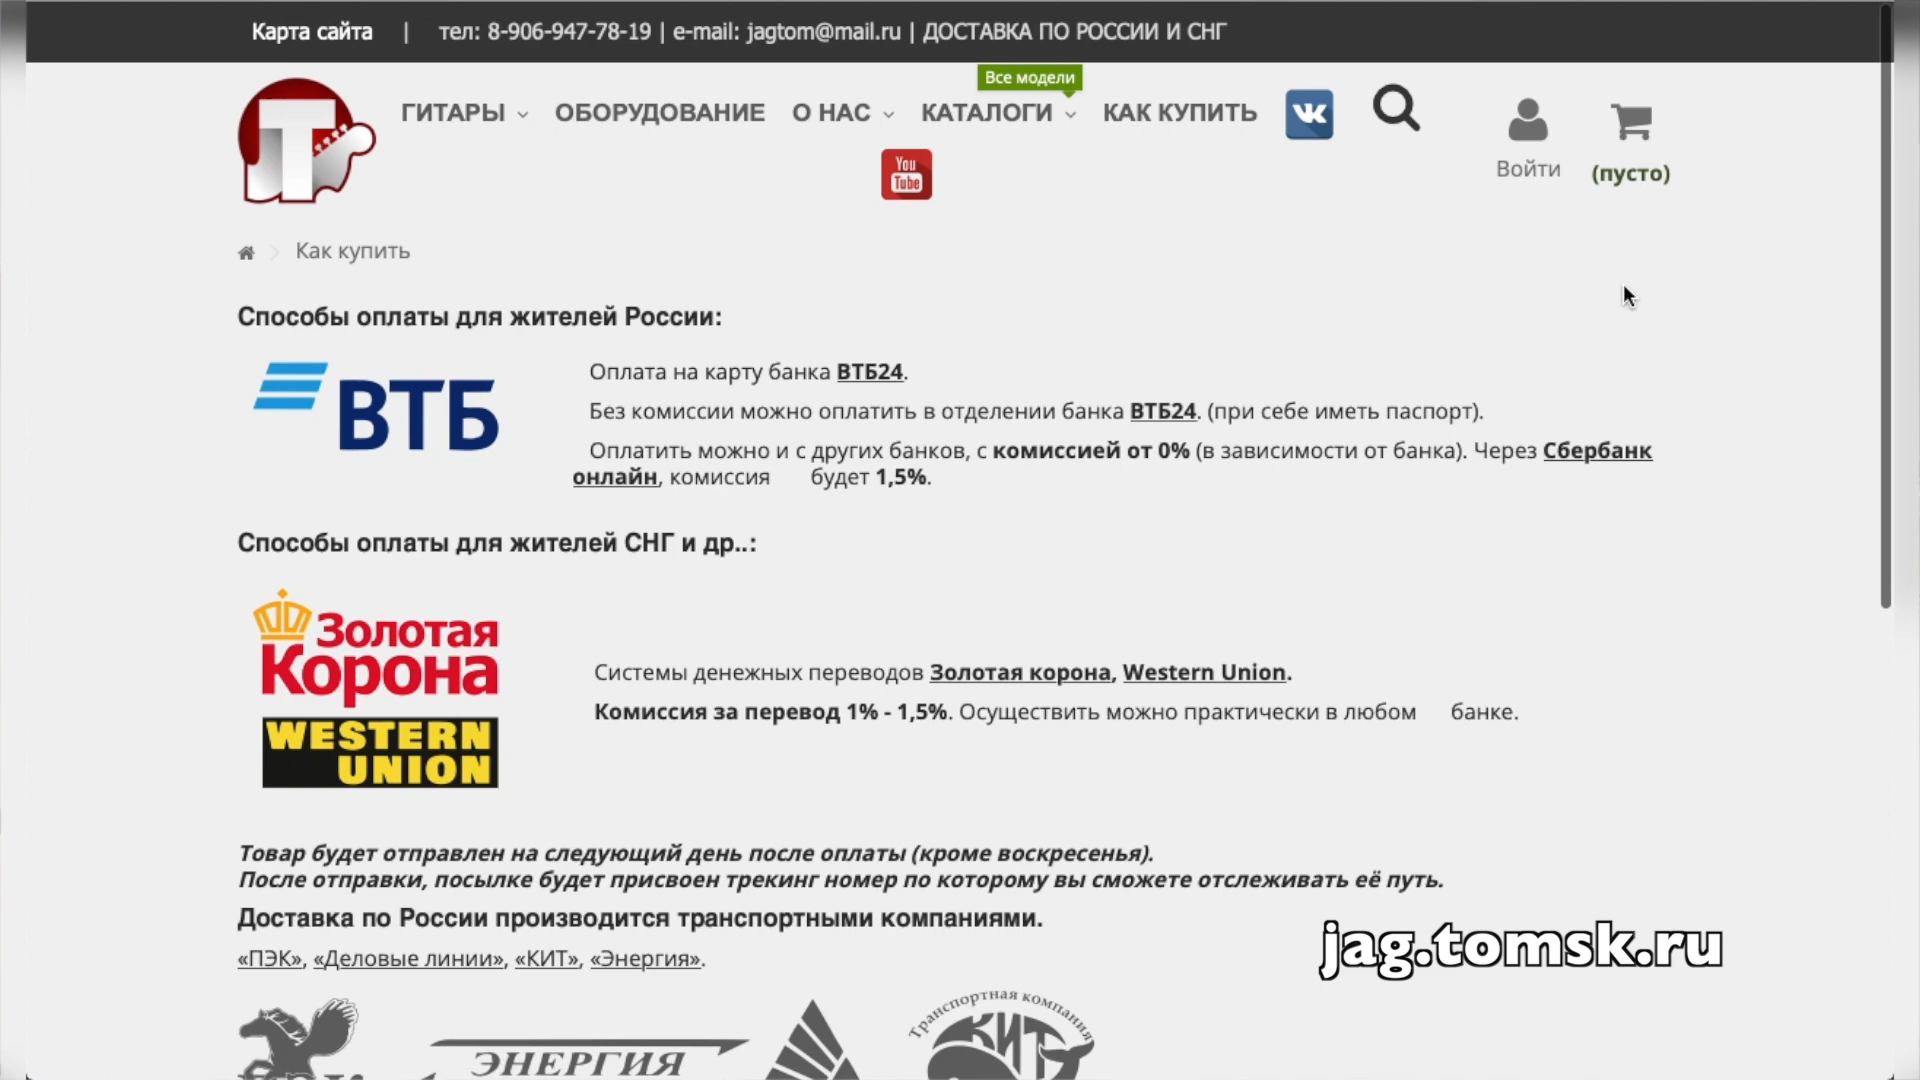 Карта сайта | тел: 8-906-947-78-19 | e-mail: jagtom@mail.ru | ДОСТАВКА ПО РОССИИ И СНГ
Все модели
ГИТАРЫ ОБОРУДОВАНИЕ О НАС КАТАЛОГИ КАК КУПИТЬ
You
Tube
Войти
(пусто)
Как купить
Способы оплаты для жителей России:
ВТБ
Оплата на карту банка ВТБ24.
Без комиссии можно оплатить в отделении банка ВТБ24. (при себе иметь паспорт).
Оплатить можно и с других банков, с комиссией от 0% (в зависимости от банка). Через Сбербанк
онлайн, комиссия будет 1,5%.
Способы оплаты для жителей СНГ и др..:
Золотая
Корона
WESTERN
UNION
Системы денежных переводов Золотая корона, Western Union.
Комиссия за перевод 1% - 1,5%. Осуществить можно практически в любом банке.
Товар будет отправлен на следующий день после оплаты (кроме воскресенья).
После отправки, посылке будет присвоен трекинг номер по которому вы сможете отслеживать её путь.
Доставка по России производится транспортными компаниями.
«ПЭК», «Деловые линии», «КИТ», «Энергия».
jag.tomsk.ru
Транспортная компания
КИТ
ЭНЕРГИЯ